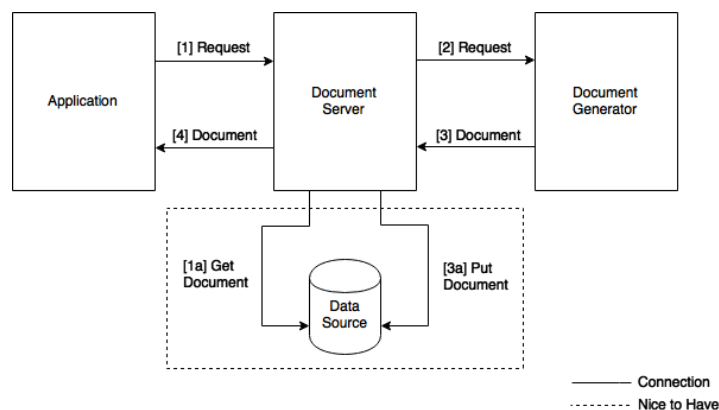 [1] Request
[2] Request
Application
Document
Server
Document
Generator
[4] Document
[3] Document
[1a] Get
Document
[3a] Put
Document
Data
Source
Connection
Nice to Have